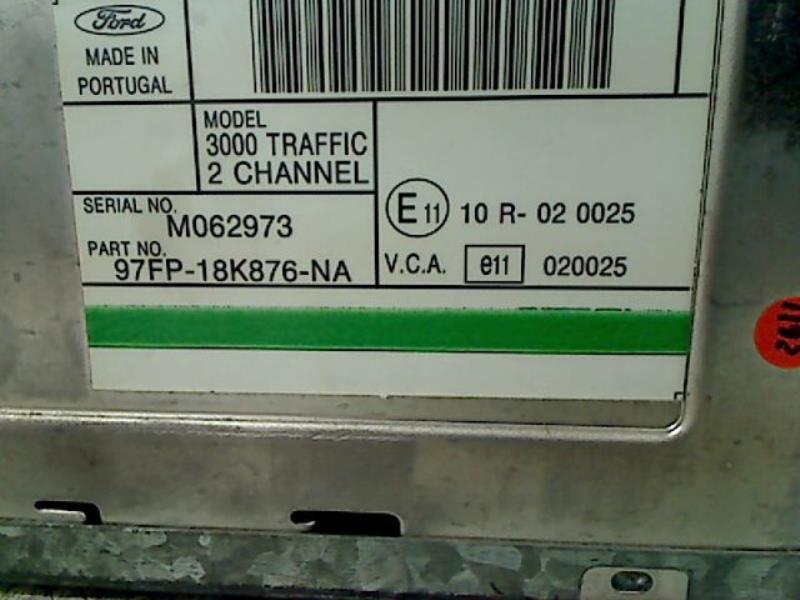 Ford
MADE IN
PORTUGAL
MODEL
3000 TRAFFIC
2 CHANNEL
SERIAL NO.
M062973
PART NO.
97FP-18K876-NA
E 11 10 R- 02 0025
V.C.A. e11 020025